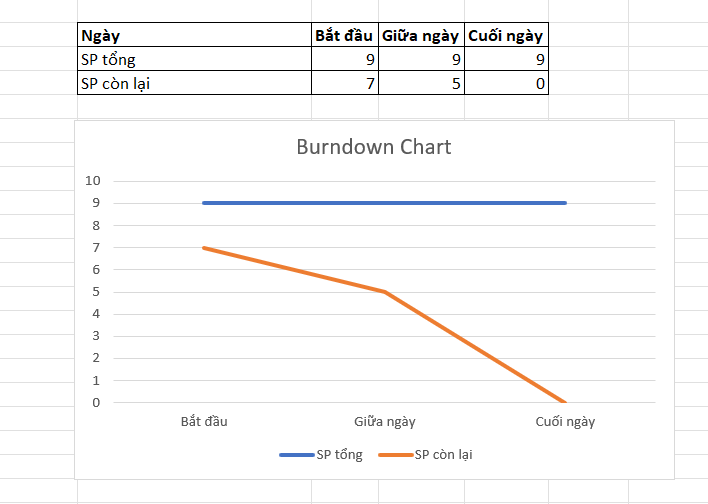 Ngày Bắt đầu Giữa ngày Cuối ngày
SP tổng 9 9 9
SP còn lại 7 5 0
Burndown Chart
10
9
8
7
6
5
4
3
2
1
0
Bắt đầu Giữa ngày Cuối ngày
SP tổng SP còn lại